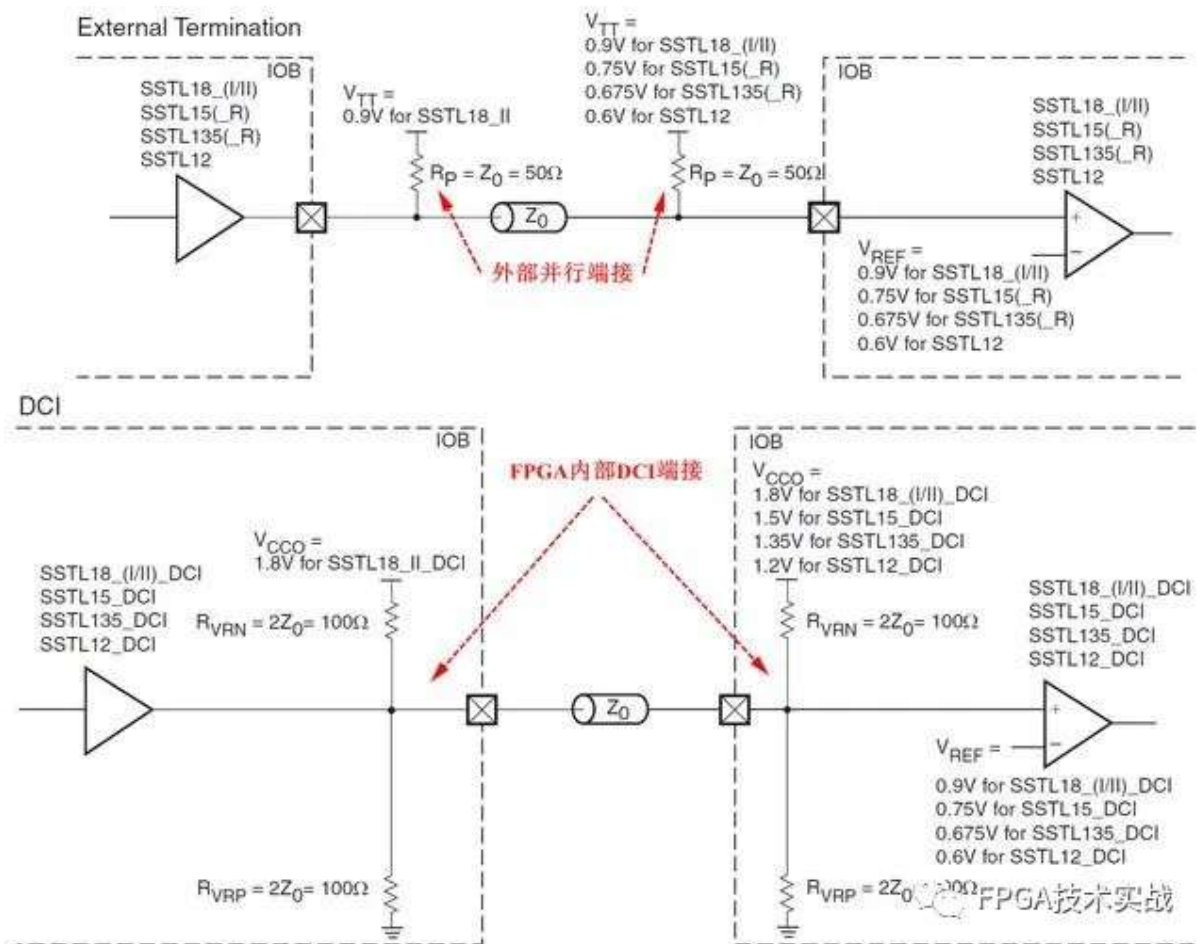 External Termination
IOB
SSTL18_(I/II)
SSTL15(_R)
SSTL135(_R)
SSTL12
V_TT =
0.9V for SSTL18_II
R_P = Z_0 = 50Ω
Z_0
V_TT =
0.9V for SSTL18_(I/II)
0.75V for SSTL15(_R)
0.675V for SSTL135(_R)
0.6V for SSTL12
R_P = Z_0 = 50Ω
外部并行端接
IOB
SSTL18_(I/II)
SSTL15(_R)
SSTL135(_R)
SSTL12
+
−
V_REF =
0.9V for SSTL18_(I/II)
0.75V for SSTL15(_R)
0.675V for SSTL135(_R)
0.6V for SSTL12
DCI
IOB
FPGA内部DCI端接
V_CCO =
1.8V for SSTL18_II_DCI
SSTL18_(I/II)_DCI
SSTL15_DCI
SSTL135_DCI
SSTL12_DCI
R_VRN = 2Z_0= 100Ω
R_VRP = 2Z_0= 100Ω
Z_0
IOB
V_CCO =
1.8V for SSTL18_(I/II)_DCI
1.5V for SSTL15_DCI
1.35V for SSTL135_DCI
1.2V for SSTL12_DCI
R_VRN = 2Z_0= 100Ω
SSTL18_(I/II)_DCI
SSTL15_DCI
SSTL135_DCI
SSTL12_DCI
+
−
V_REF =
0.9V for SSTL18_(I/II)_DCI
0.75V for SSTL15_DCI
0.675V for SSTL135_DCI
0.6V for SSTL12_DCI
R_VRP = 2Z_0
FPGA技术实战